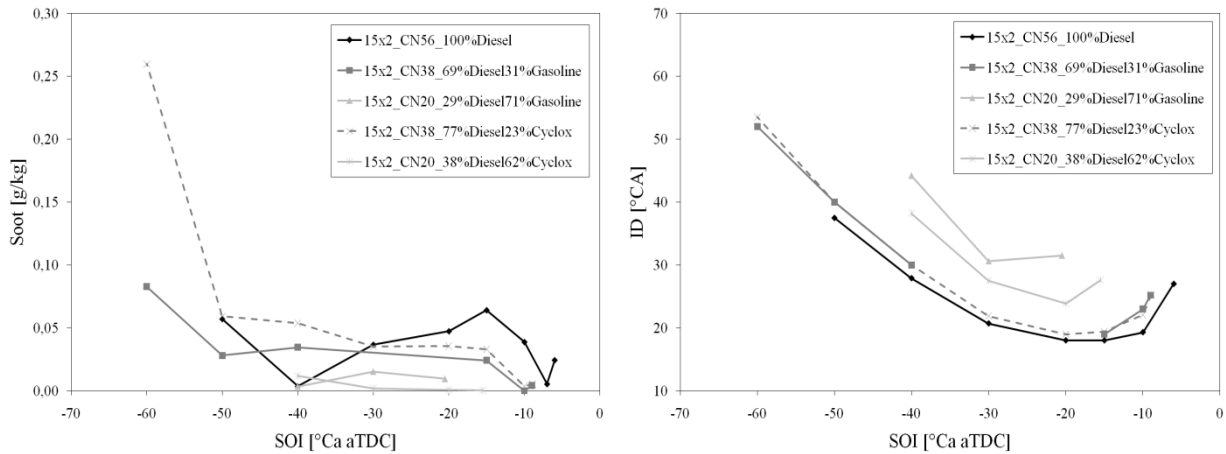 0,30
0,25
0,20
0,15
0,10
0,05
0,00
Soot [g/kg]
15x2_CN56_100%Diesel
15x2_CN38_69%Diesel31%Gasoline
15x2_CN20_29%Diesel71%Gasoline
15x2_CN38_77%Diesel23%Cyclox
15x2_CN20_38%Diesel62%Cyclox
-70 -60 -50 -40 -30 -20 -10 0
SOI [°Ca aTDC]
70
60
50
40
30
20
10
ID [°CA]
15x2_CN56_100%Diesel
15x2_CN38_69%Diesel31%Gasoline
15x2_CN20_29%Diesel71%Gasoline
15x2_CN38_77%Diesel23%Cyclox
15x2_CN20_38%Diesel62%Cyclox
-70 -60 -50 -40 -30 -20 -10 0
SOI [°Ca aTDC]